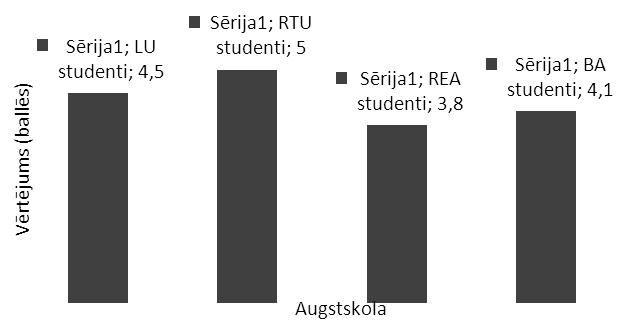 Sērija1; LU
studenti; 4,5
Sērija1; RTU
studenti; 5
Sērija1; REA
studenti; 3,8
Sērija1; BA
studenti; 4,1
Vērtējums (ballēs)
Augstskola